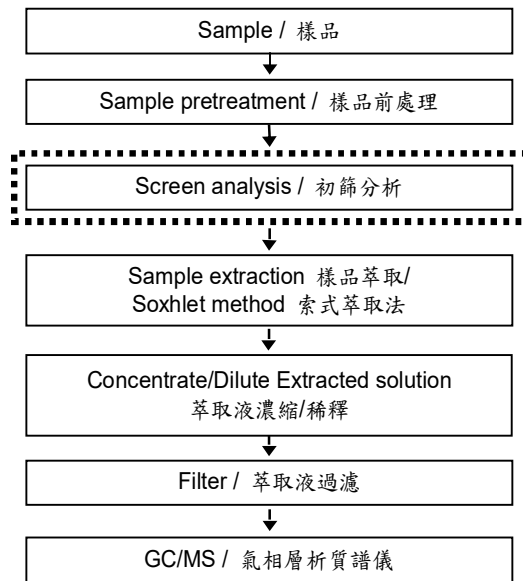 Sample / 樣品
Sample pretreatment / 樣品前處理
Screen analysis / 初篩分析
Sample extraction 樣品萃取/
Soxhlet method 索式萃取法
Concentrate/Dilute Extracted solution
萃取液濃縮/稀釋
Filter / 萃取液過濾
GC/MS / 氣相層析質譜儀